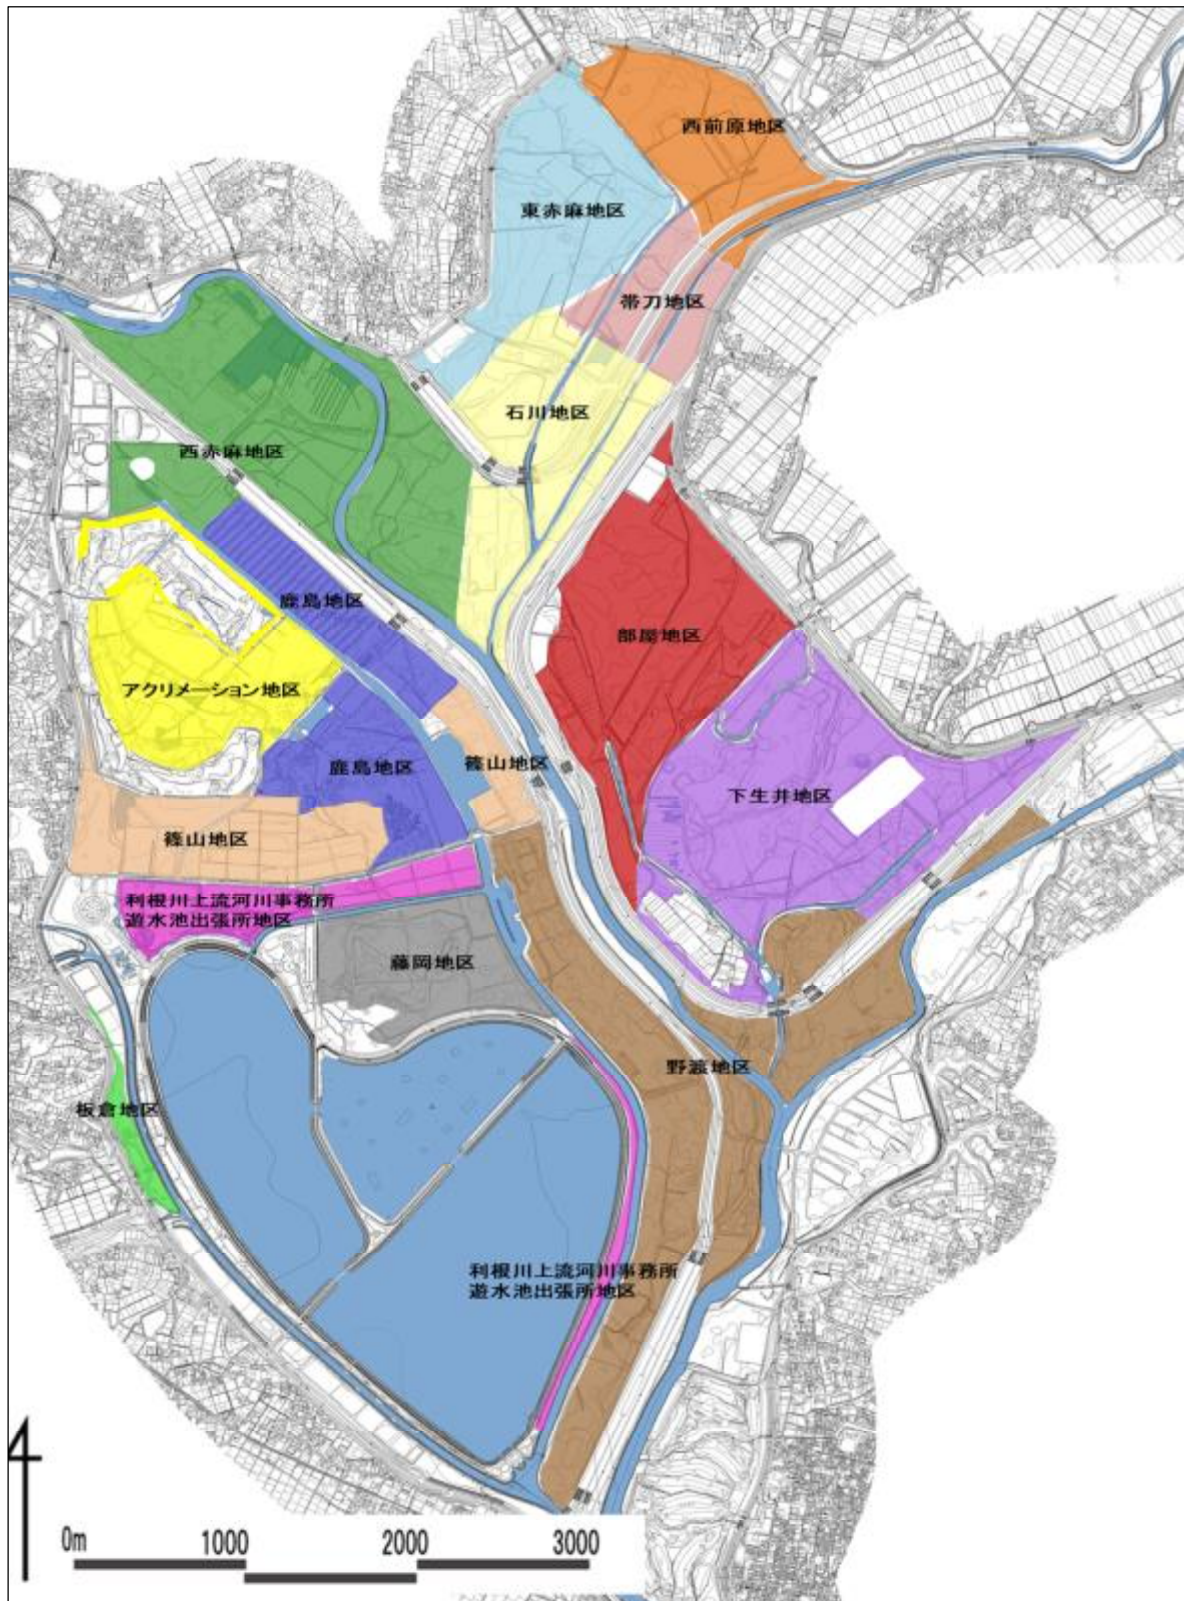 西前原地区
東赤麻地区
帯刀地区
石川地区
西赤麻地区
鹿島地区
部屋地区
アクリメーション地区
鹿島地区
篠山地区
下生井地区
篠山地区
利根川上流河川事務所
遊水池出張所地区
藤岡地区
野渡地区
板倉地区
利根川上流河川事務所
遊水池出張所地区
0m 1000 2000 3000